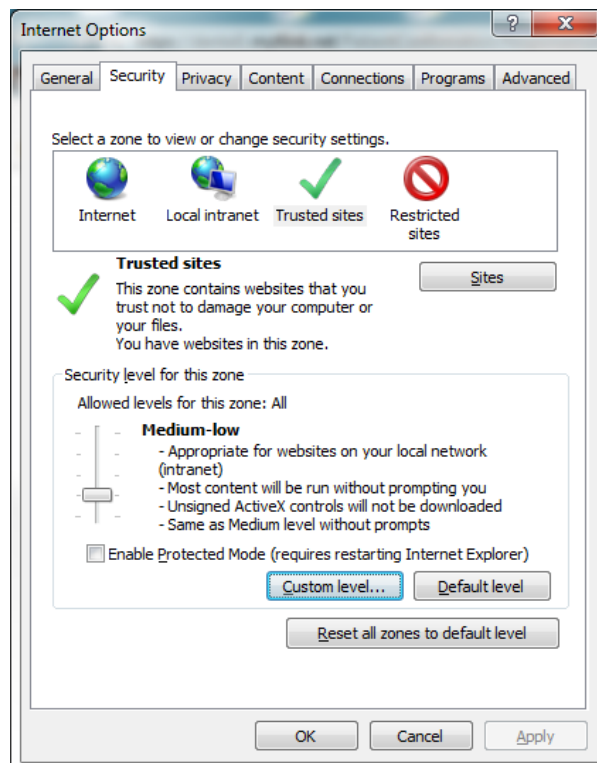 Internet Options
General Security Privacy Content Connections Programs Advanced
Select a zone to view or change security settings.
Internet Local intranet Trusted sites Restricted
sites
Trusted sites
Sites
This zone contains websites that you
trust not to damage your computer or
your files.
You have websites in this zone.
Security level for this zone
Allowed levels for this zone: All
Medium-low
- Appropriate for websites on your local network
(intranet)
- Most content will be run without prompting you
- Unsigned ActiveX controls will not be downloaded
- Same as Medium level without prompts
Enable Protected Mode (requires restarting Internet Explorer)
Custom level... Default level
Reset all zones to default level
OK Cancel Apply